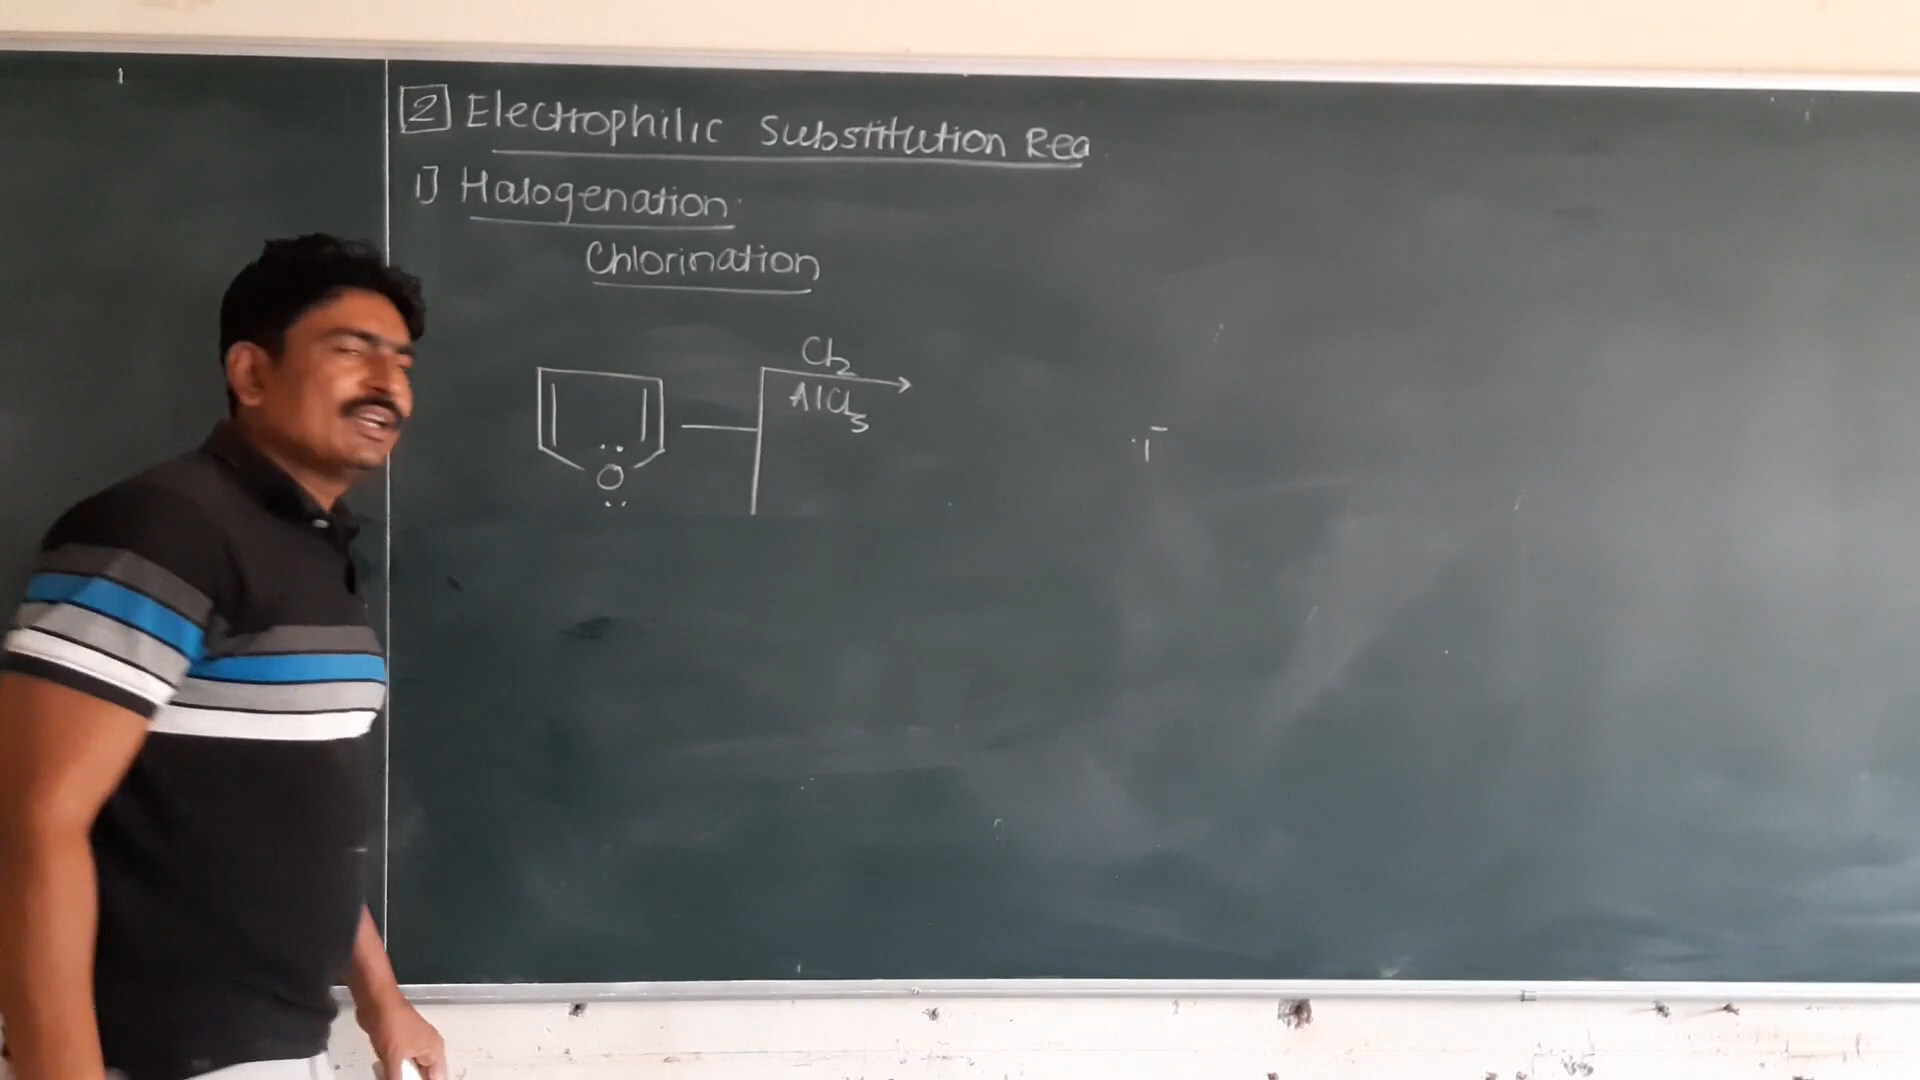 2 Electrophilic Substitution Rea
1] Halogenation
Chlorination
Cl2
AlCl3
O